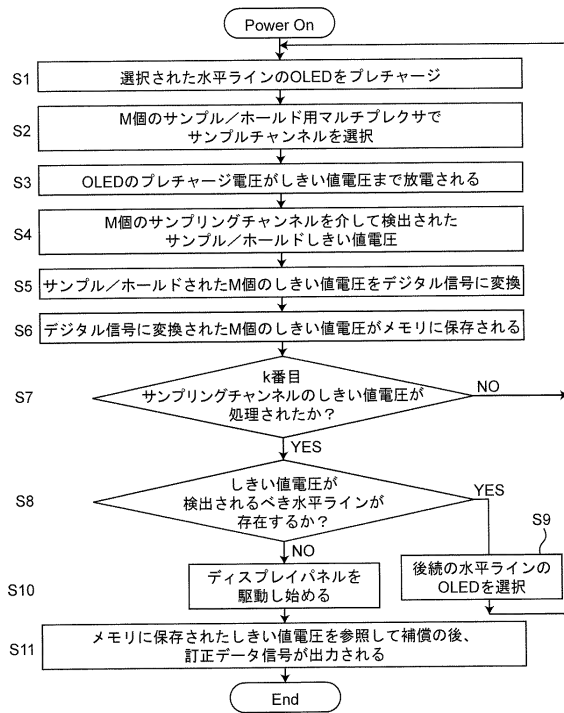 Power On
S1
選択された水平ラインのOLEDをプレチャージ
S2
M個のサンプル／ホールド用マルチプレクサで
サンプルチャンネルを選択
S3
OLEDのプレチャージ電圧がしきい値電圧まで放電される
S4
M個のサンプリングチャンネルを介して検出された
サンプル／ホールドしきい値電圧
S5
サンプル／ホールドされたM個のしきい値電圧をデジタル信号に変換
S6
デジタル信号に変換されたM個のしきい値電圧がメモリに保存される
S7
k番目
サンプリングチャンネルのしきい値電圧が
処理されたか？
NO
YES
S8
しきい値電圧が
検出されるべき水平ラインが
存在するか？
YES
NO
S9
後続の水平ラインの
OLEDを選択
S10
ディスプレイパネルを
駆動し始める
S11
メモリに保存されたしきい値電圧を参照して補償の後、
訂正データ信号が出力される
End